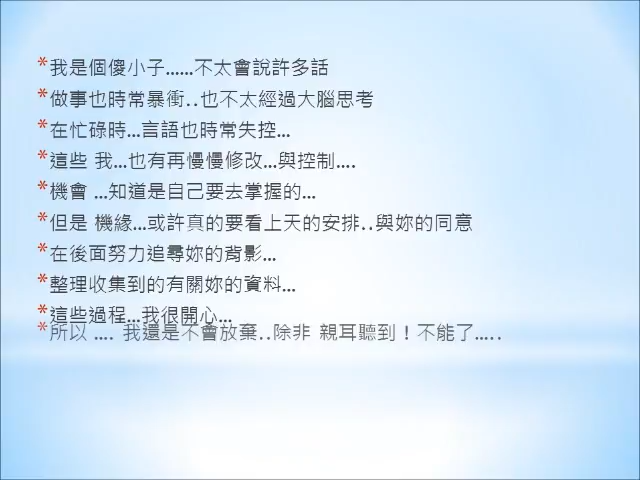 *我是個傻小子......不太會說許多話
*做事也時常暴衝..也不太經過大腦思考
*在忙碌時...言語也時常失控...
*這些 我...也有再慢慢修改...與控制....
*機會 ...知道是自己要去掌握的...
*但是 機緣...或許真的要看上天的安排..與妳的同意
*在後面努力追尋妳的背影...
*整理收集到的有關妳的資料...
*這些過程...我很開心...
*所以 .... 我還是不會放棄..除非 親耳聽到！不能了.....